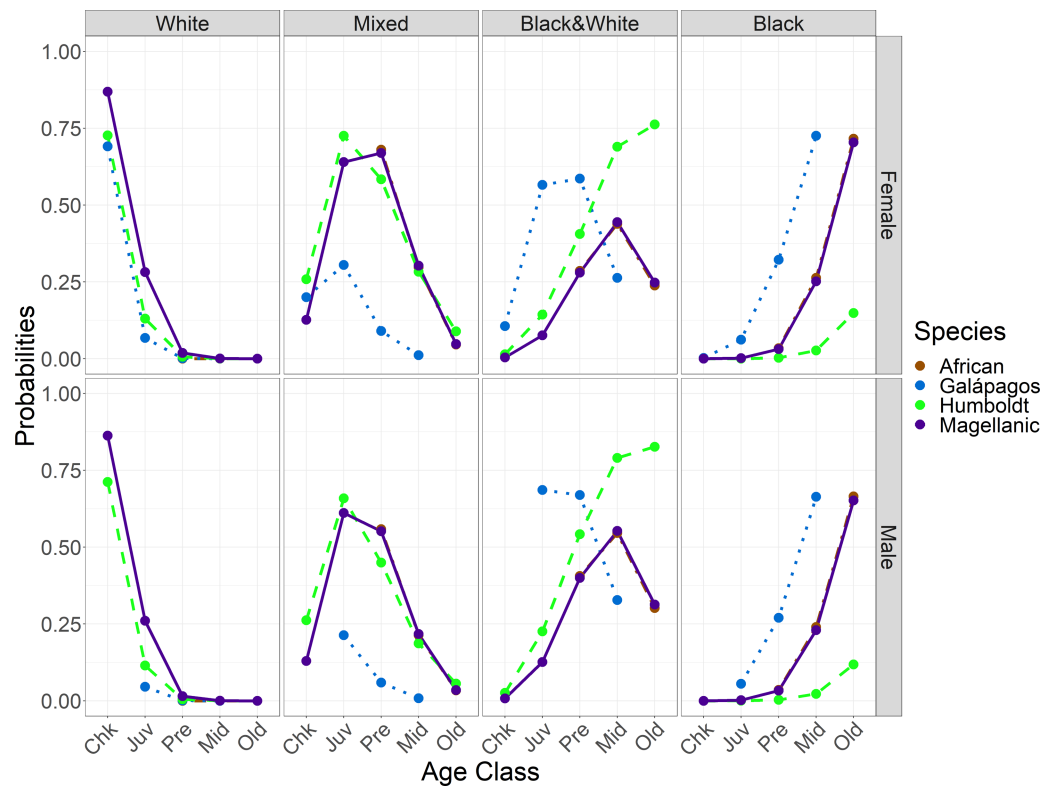 White Mixed Black&White Black
1.00
0.75
0.50
0.25
0.00
Female
1.00
0.75
0.50
0.25
0.00
Male
Probabilities
Chk Juv Pre Mid Old Chk Juv Pre Mid Old Chk Juv Pre Mid Old Chk Juv Pre Mid Old
Age Class
Species
African
Galápagos
Humboldt
Magellanic